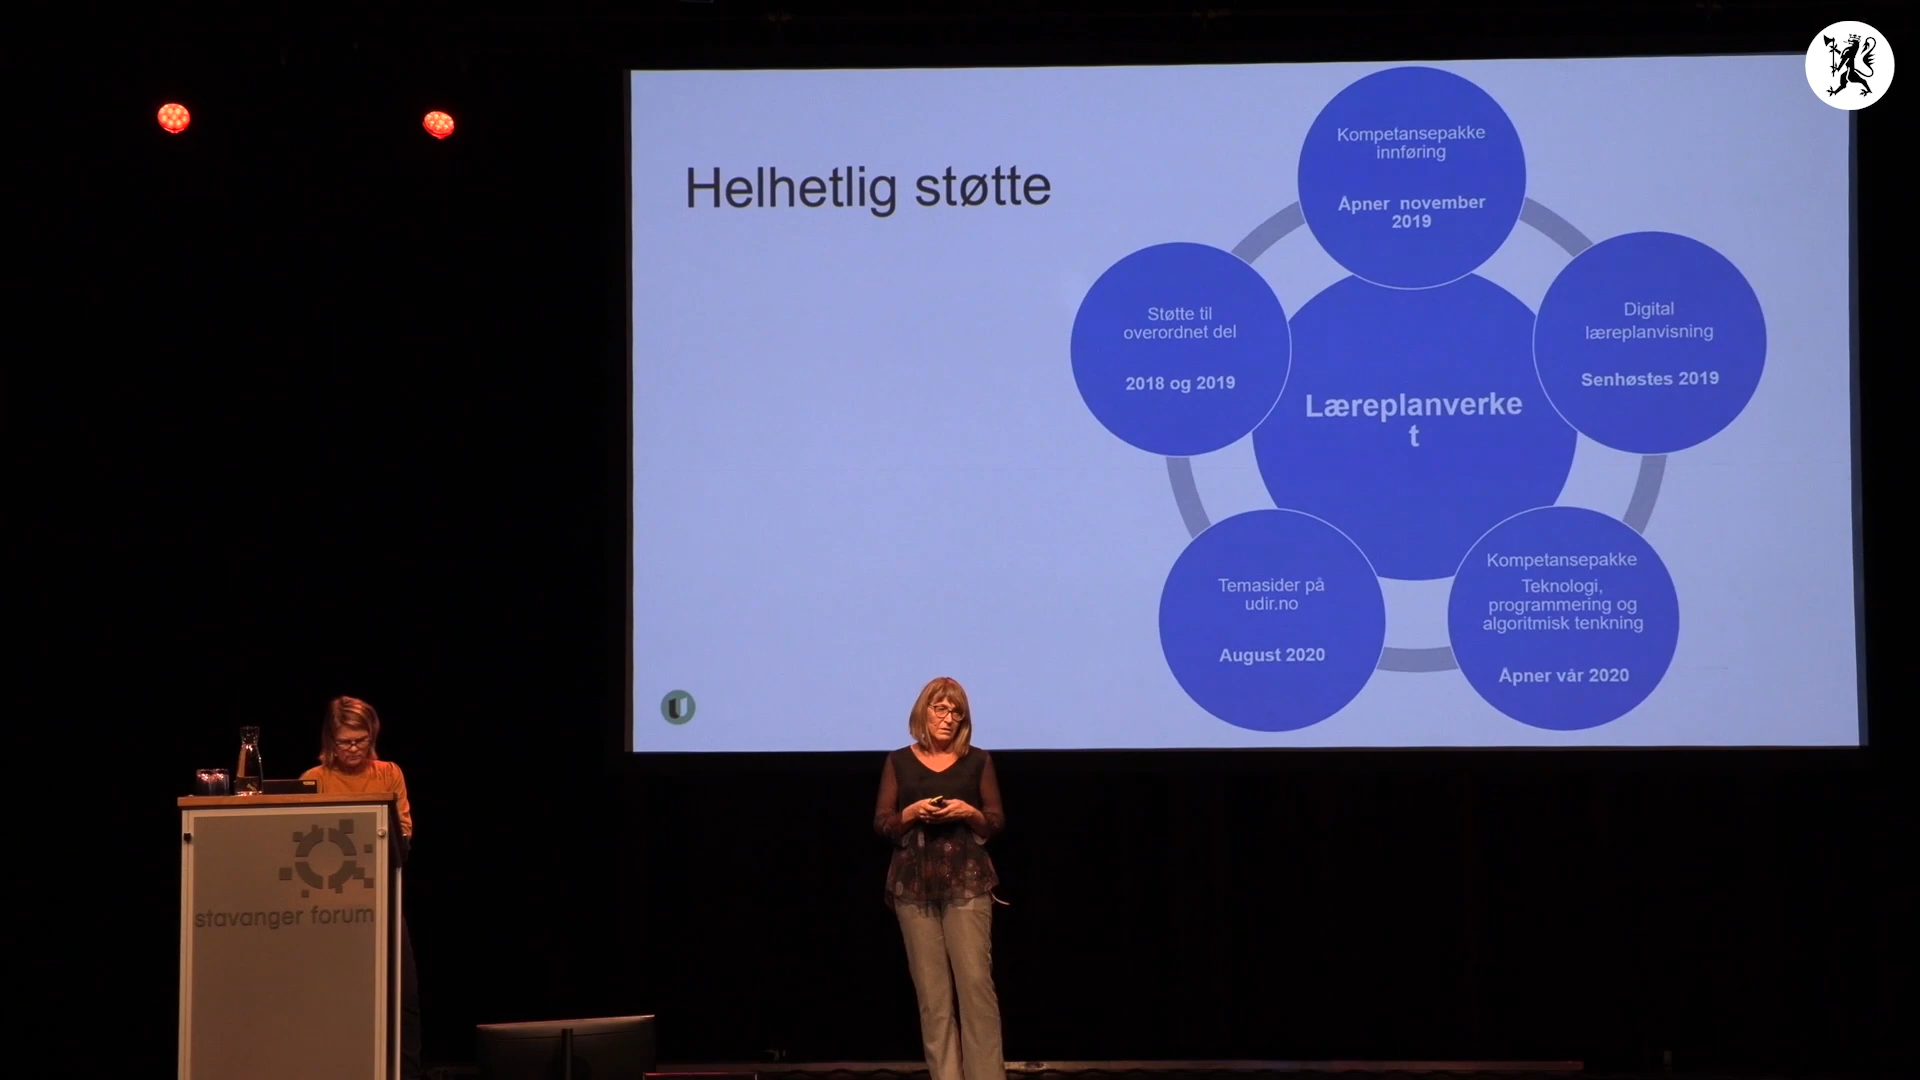 Helhetlig støtte
Kompetansepakke
innføring
Åpner november
2019
Digital
læreplanvisning
Senhøstes 2019
Kompetansepakke
Teknologi,
programmering og
algoritmisk tenkning
Åpner vår 2020
Temasider på
udir.no
August 2020
Støtte til
overordnet del
2018 og 2019
Læreplanverke
t
stavanger forum